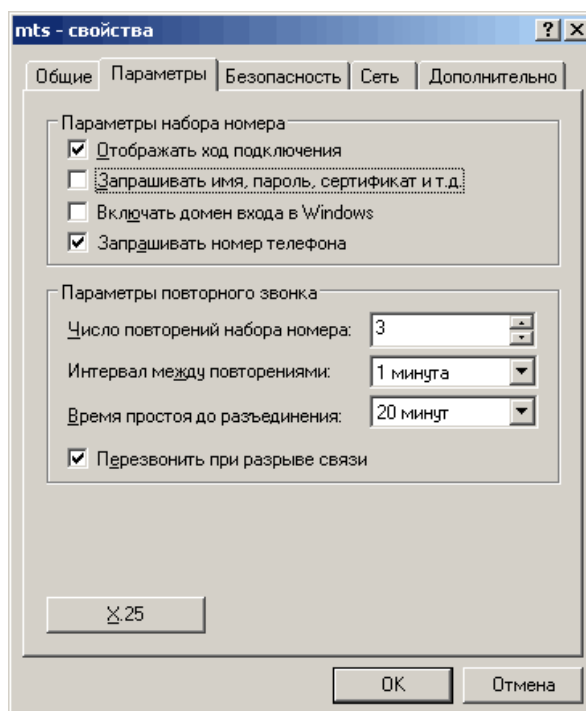 mts - свойства
Общие Параметры Безопасность Сеть Дополнительно
Параметры набора номера
Отображать ход подключения
Запрашивать имя, пароль, сертификат и т.д.
Включать домен входа в Windows
Запрашивать номер телефона
Параметры повторного звонка
Число повторений набора номера: 3
Интервал между повторениями: 1 минута
Время простоя до разъединения: 20 минут
Перезвонить при разрыве связи
X.25
OK Отмена